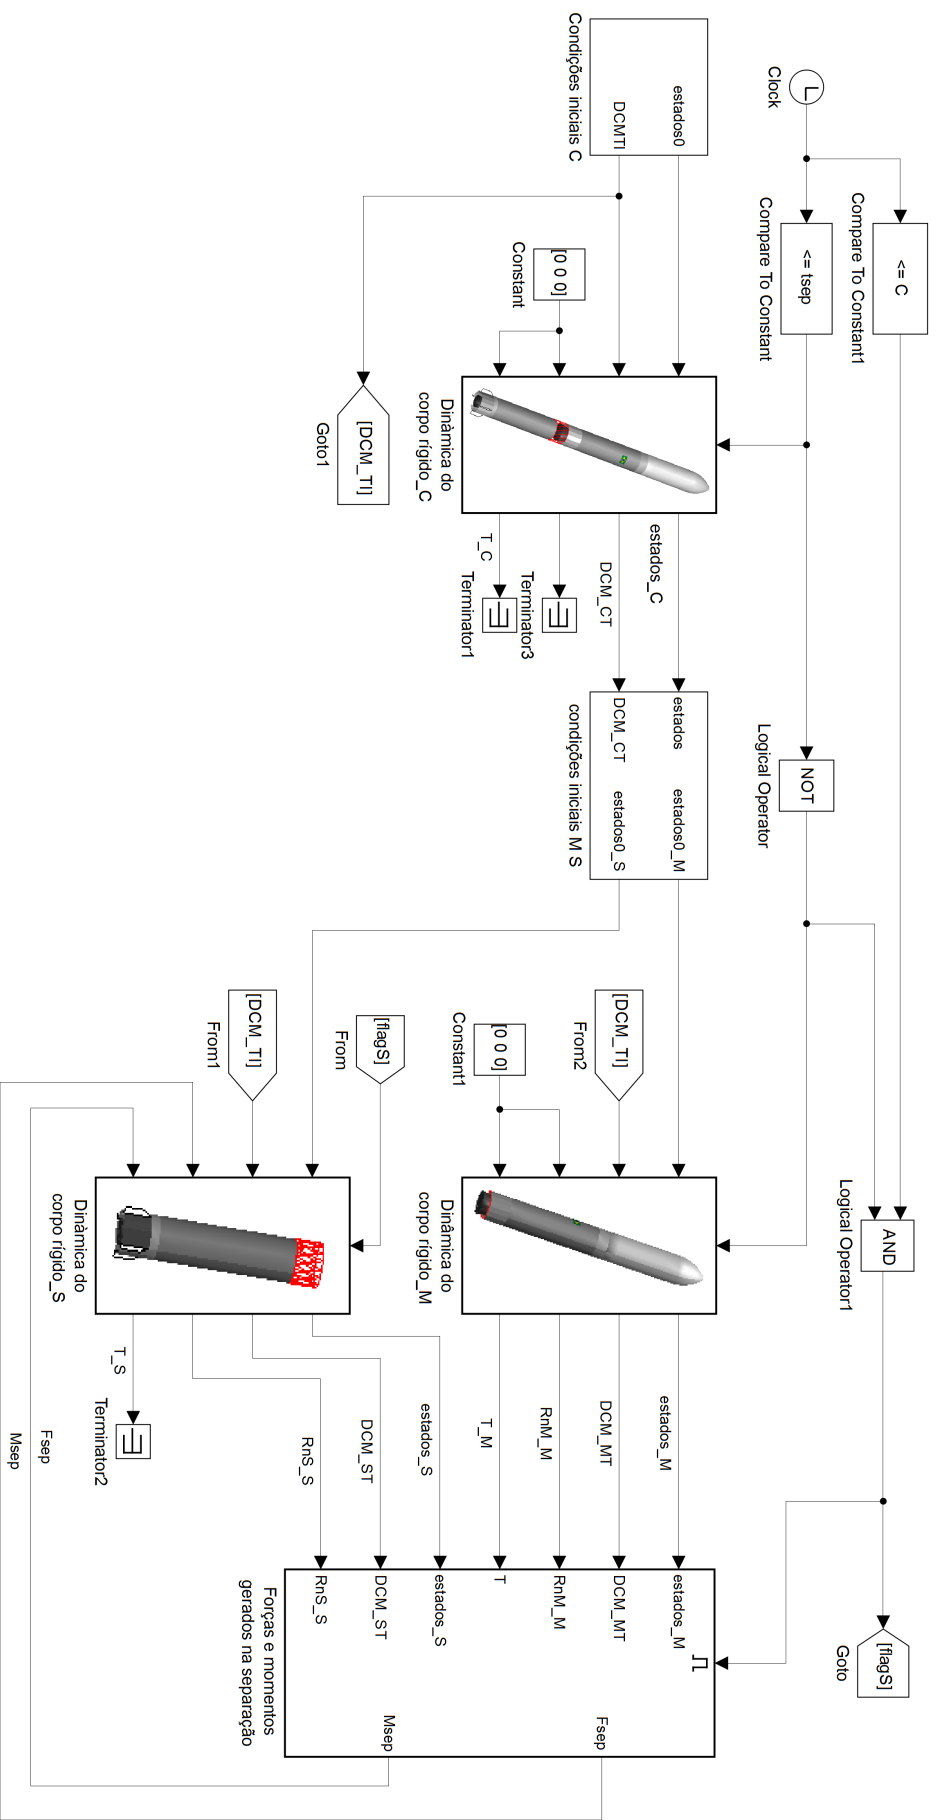 Clock
<= C
Compare To Constant1
<= tsep
Compare To Constant
estados0
DCMTI
Condições iniciais C
[0 0 0]
Constant
[DCM_TI]
Goto1
Dinâmica do
corpo rígido_C
estados_C
DCM_CT
Terminator3
T_C
Terminator1
NOT
Logical Operator
estados
estados0_M
DCM_CT
estados0_S
condições iniciais M S
[DCM_TI]
From2
[0 0 0]
Constant1
[flagS]
From
[DCM_TI]
From1
AND
Logical Operator1
Dinâmica do
corpo rígido_M
Dinâmica do
corpo rígido_S
estados_M
DCM_MT
RnM_M
T_M
estados_S
DCM_ST
RnS_S
T_S
Terminator2
Fsep
Msep
[flagS]
Goto
estados_M
DCM_MT
RnM_M
T
estados_S
DCM_ST
RnS_S
Fsep
Msep
Forças e momentos
gerados na separação